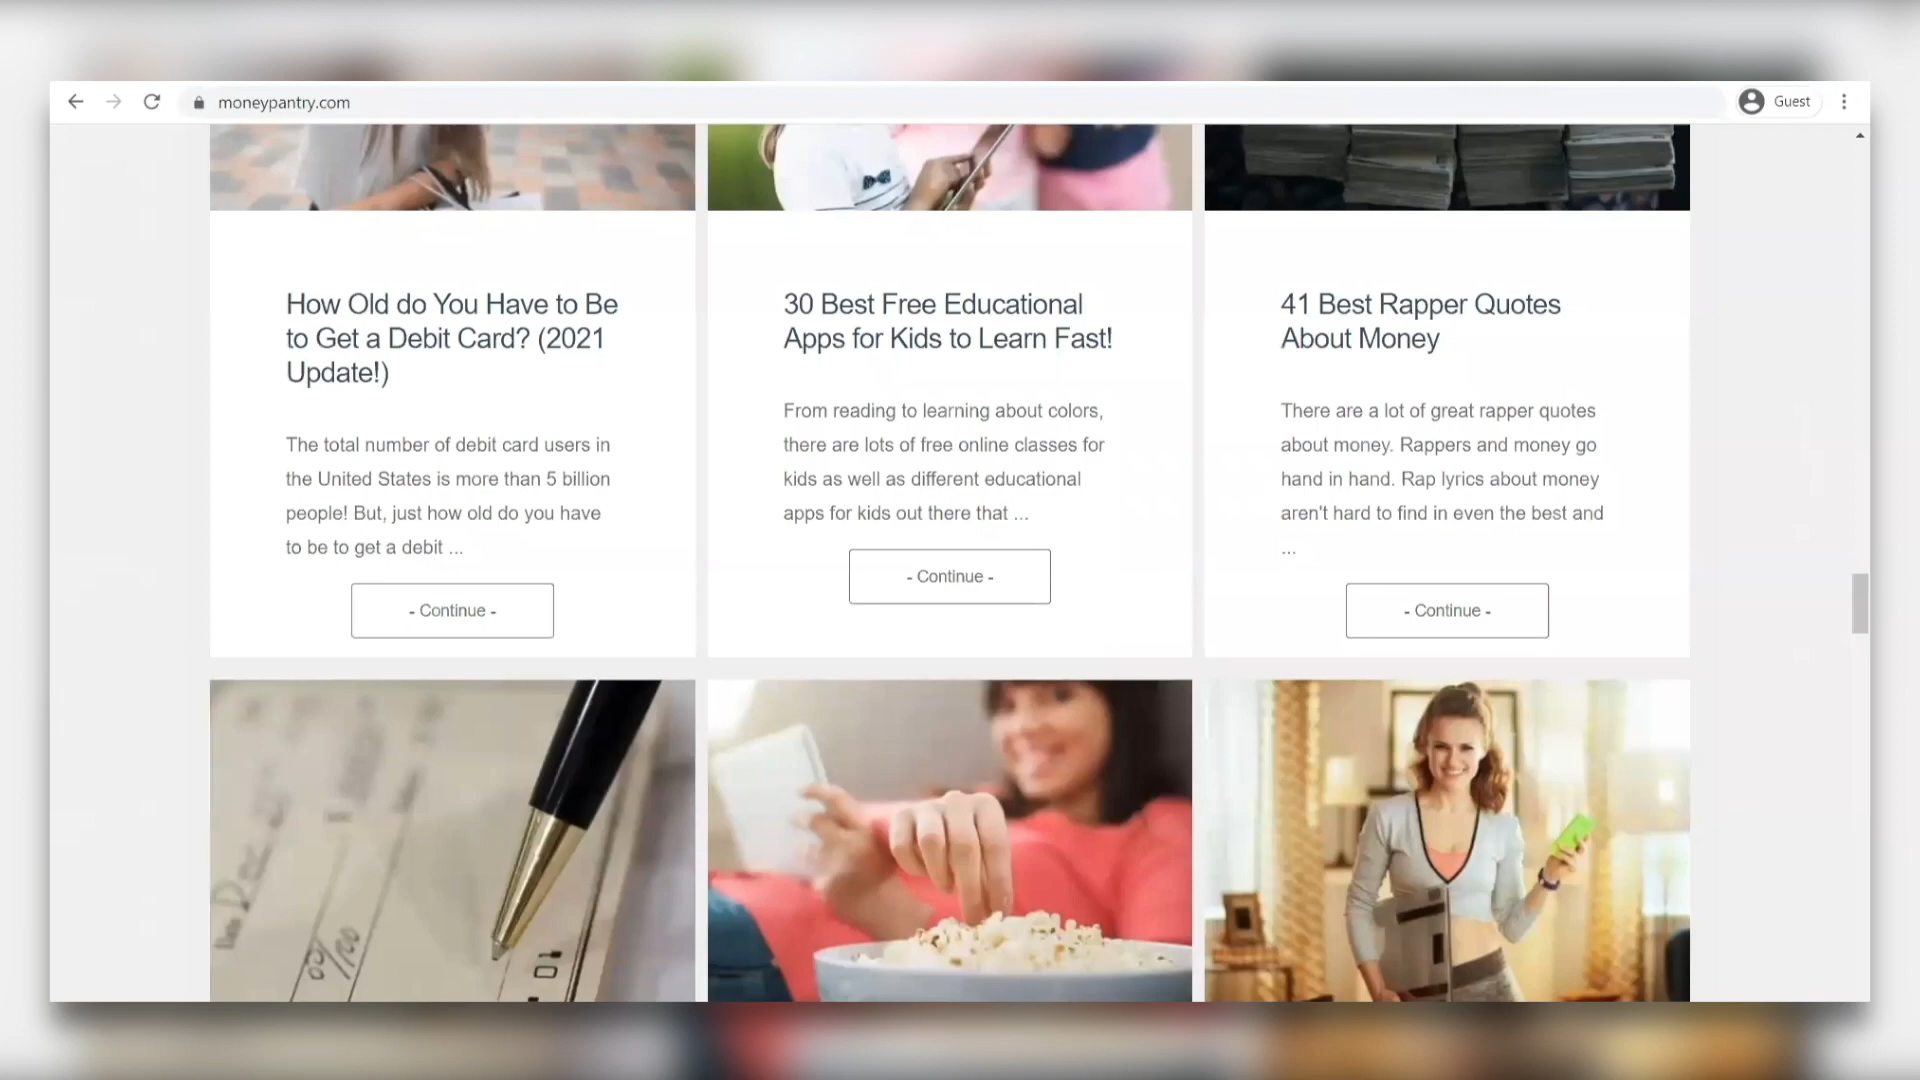 moneypantry.com
Guest
How Old do You Have to Be
to Get a Debit Card? (2021
Update!)
The total number of debit card users in
the United States is more than 5 billion
people! But, just how old do you have
to be to get a debit ...
- Continue -
30 Best Free Educational
Apps for Kids to Learn Fast!
From reading to learning about colors,
there are lots of free online classes for
kids as well as different educational
apps for kids out there that ...
- Continue -
41 Best Rapper Quotes
About Money
There are a lot of great rapper quotes
about money. Rappers and money go
hand in hand. Rap lyrics about money
aren't hard to find in even the best and
...
- Continue -
00/100